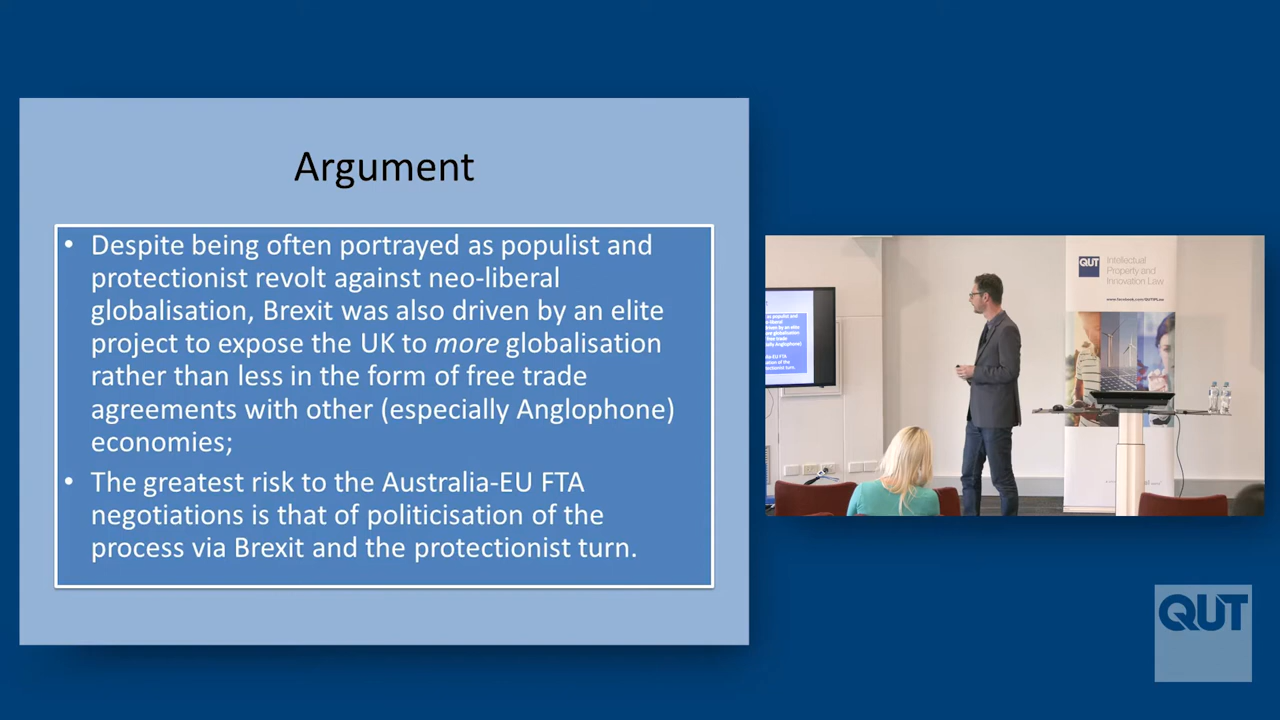 Argument
• Despite being often portrayed as populist and
protectionist revolt against neo-liberal
globalisation, Brexit was also driven by an elite
project to expose the UK to more globalisation
rather than less in the form of free trade
agreements with other (especially Anglophone)
economies;
• The greatest risk to the Australia-EU FTA
negotiations is that of politicisation of the
process via Brexit and the protectionist turn.
QUT
Intellectual
Property and
Innovation Law
QUT